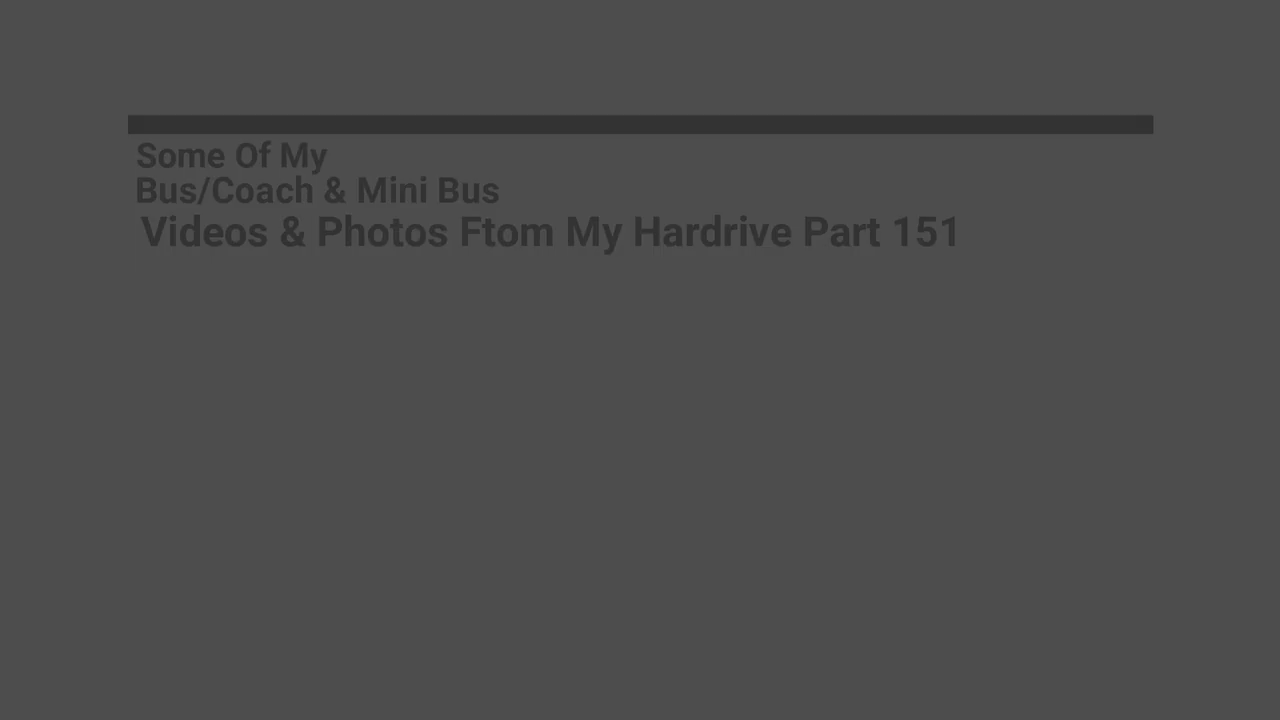 Some Of My
Bus/Coach & Mini Bus
Videos & Photos Ftom My Hardrive Part 151